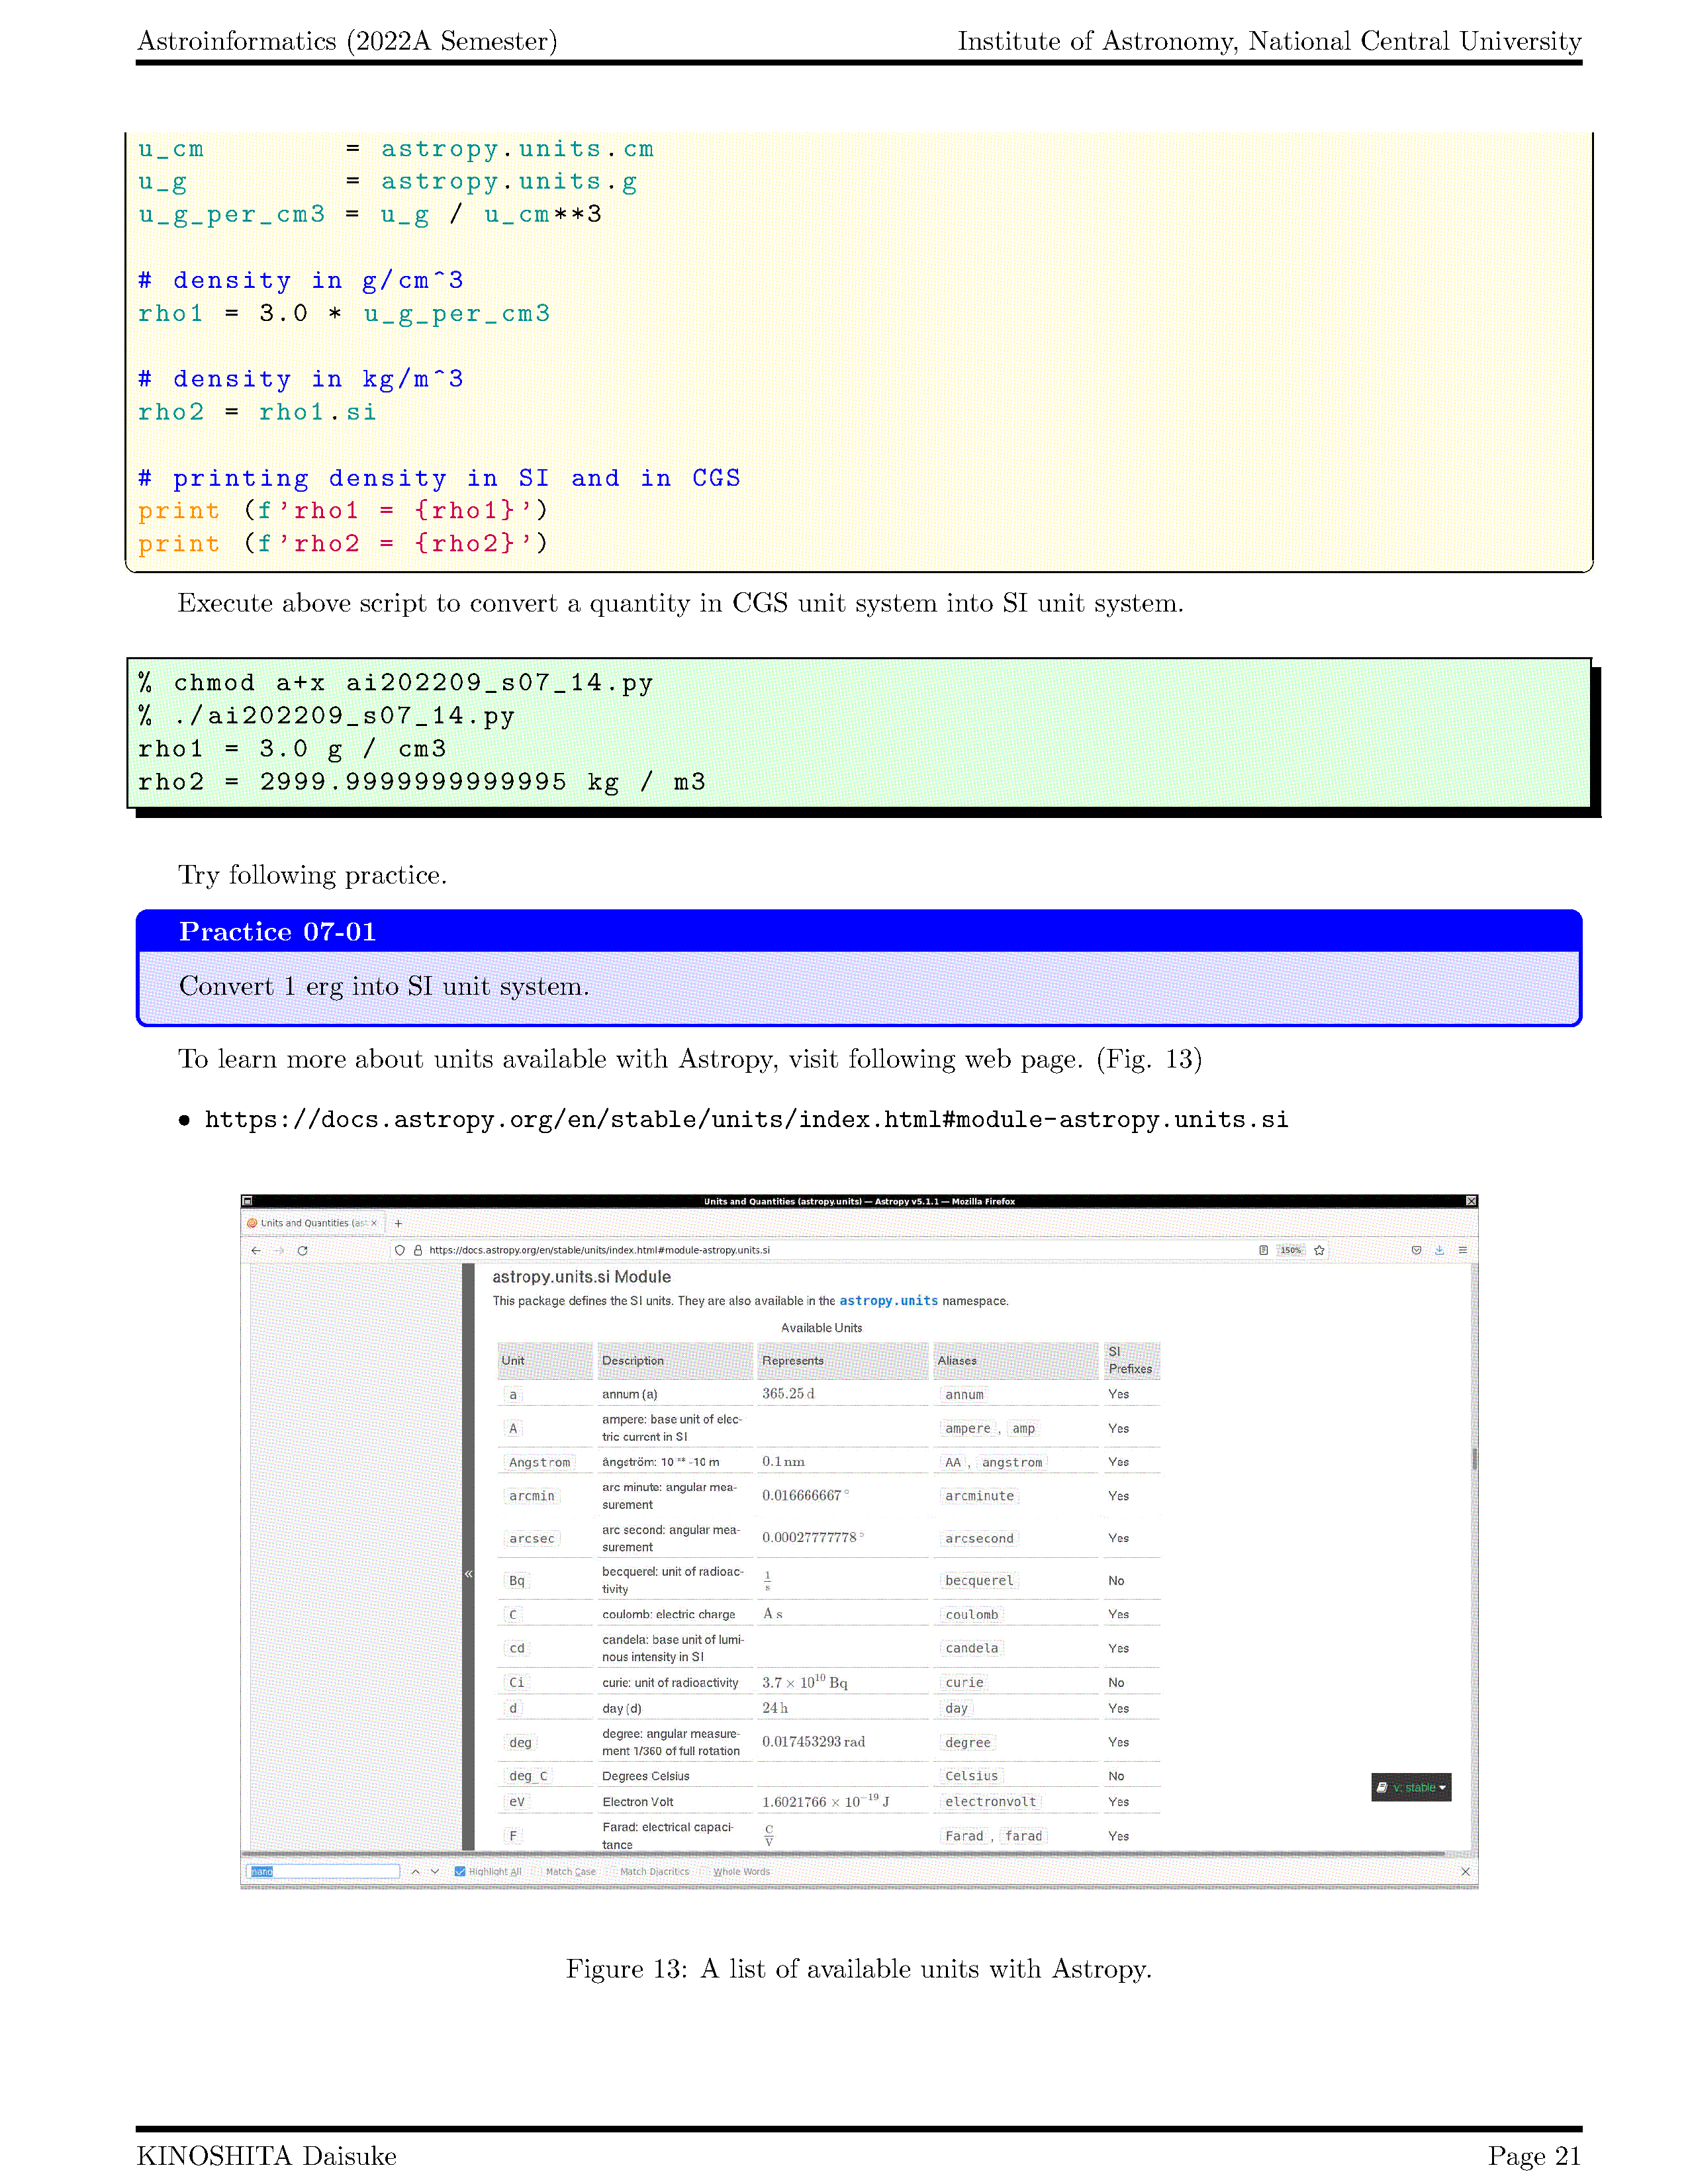 Astroinformatics (2022A Semester) Institute of Astronomy, National Central University
u_cm = astropy.units.cm
u_g = astropy.units.g
u_g_per_cm3 = u_g / u_cm**3
# density in g/cm^3
rho1 = 3.0 * u_g_per_cm3
# density in kg/m^3
rho2 = rho1.si
# printing density in SI and in CGS
print (f'rho1 = {rho1}')
print (f'rho2 = {rho2}')
Execute above script to convert a quantity in CGS unit system into SI unit system.
% chmod a+x ai202209_s07_14.py
% ./ai202209_s07_14.py
rho1 = 3.0 g / cm3
rho2 = 2999.9999999999995 kg / m3
Try following practice.
Practice 07-01
Convert 1 erg into SI unit system.
To learn more about units available with Astropy, visit following web page. (Fig. 13)
• https://docs.astropy.org/en/stable/units/index.html#module-astropy.units.si
Units and Quantities (astropy.units) — Astropy v5.1.1 — Mozilla Firefox
Units and Quantities (ast × +
https://docs.astropy.org/en/stable/units/index.html#module-astropy.units.si 150%
astropy.units.si Module
This package defines the SI units. They are also available in the astropy.units namespace.
Available Units
Unit Description Represents Aliases SI Prefixes
a annum (a) 365.25 d annum Yes
A ampere: base unit of elec-
tric current in SI ampere , amp Yes
Angstrom ångström: 10 ** -10 m 0.1 nm AA , angstrom Yes
arcmin arc minute: angular mea-
surement 0.016666667° arcminute Yes
arcsec arc second: angular mea-
surement 0.00027777778° arcsecond Yes
Bq becquerel: unit of radioac-
tivity 1/s becquerel No
C coulomb: electric charge A s coulomb Yes
cd candela: base unit of lumi-
nous intensity in SI candela Yes
Ci curie: unit of radioactivity 3.7 × 10^10 Bq curie No
d day (d) 24 h day Yes
deg degree: angular measure-
ment 1/360 of full rotation 0.017453293 rad degree Yes
deg_C Degrees Celsius Celsius No
eV Electron Volt 1.6021766 × 10^−19 J electronvolt Yes
F Farad: electrical capaci-
tance C/V Farad , farad Yes
v: stable
nano Highlight All Match Case Match Diacritics Whole Words
Figure 13: A list of available units with Astropy.
KINOSHITA Daisuke Page 21